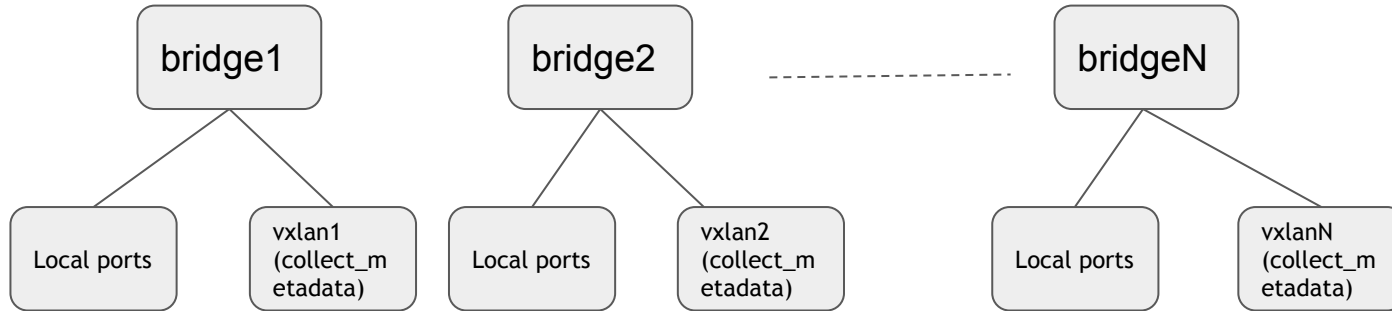 bridge1
bridge2
bridgeN
Local ports
vxlan1
(collect_m
etadata)
Local ports
vxlan2
(collect_m
etadata)
Local ports
vxlanN
(collect_m
etadata)